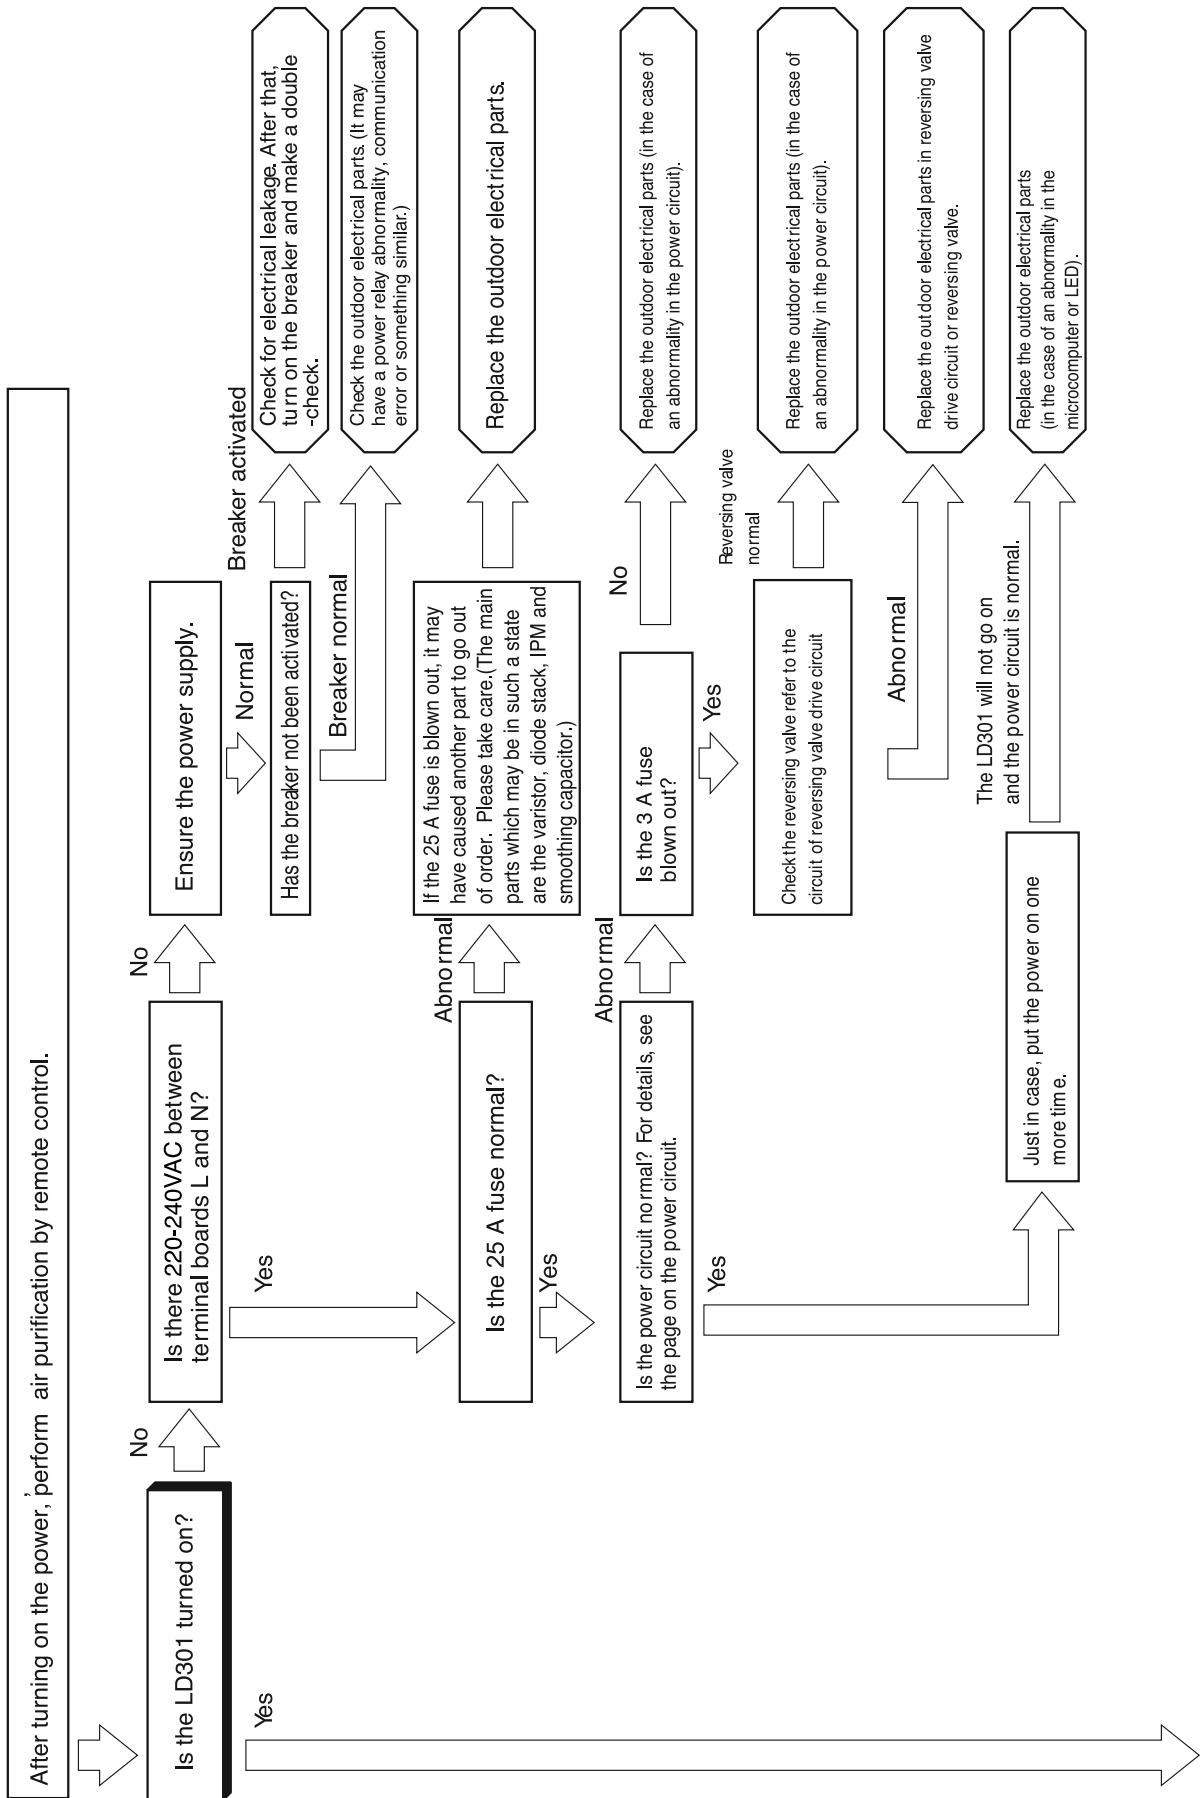 After turning on the power,'perform air purification by remote control.
Is the LD301 turned on?
No
Is there 220-240VAC between
terminal boards L and N?
No
Ensure the power supply.
Normal
Has the breaker not been activated?
Breaker activated
Check for electrical leakage. After that,
turn on the breaker and make a double
-check.
Breaker normal
Check the outdoor electrical parts. (It may
have a power relay abnormality, communication
error or something similar.)
Yes
Is the 25 A fuse normal?
Abnormal
If the 25 A fuse is blown out, it may
have caused another part to go out
of order. Please take care.(The main
parts which may be in such a state
are the varistor, diode stack, IPM and
smoothing capacitor.)
Replace the outdoor electrical parts.
Yes
Is the power circuit normal? For details, see
the page on the power circuit.
Abnormal
Is the 3 A fuse
blown out?
No
Replace the outdoor electrical parts (in the case of
an abnormality in the power circuit).
Yes
Check the reversing valve refer to the
circuit of reversing valve drive circuit
Reversing valve
normal
Replace the outdoor electrical parts (in the case of
an abnormality in the power circuit).
Abnormal
Replace the outdoor electrical parts in reversing valve
drive circuit or reversing valve.
Yes
Just in case, put the power on one
more time.
The LD301 will not go on
and the power circuit is normal.
Replace the outdoor electrical parts
(in the case of an abnormality in the
microcomputer or LED).
Yes